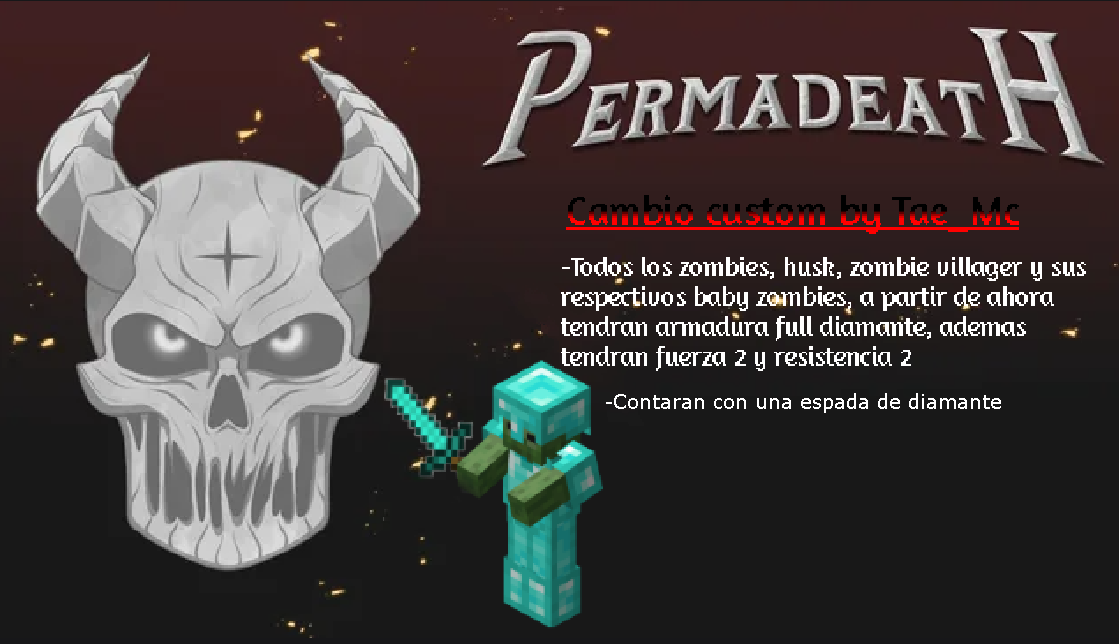 PERMADEATH
Cambio custom by Tae_Mc
-Todos los zombies, husk, zombie villager y sus
respectivos baby zombies, a partir de ahora
tendran armadura full diamante, ademas
tendran fuerza 2 y resistencia 2
-Contaran con una espada de diamante